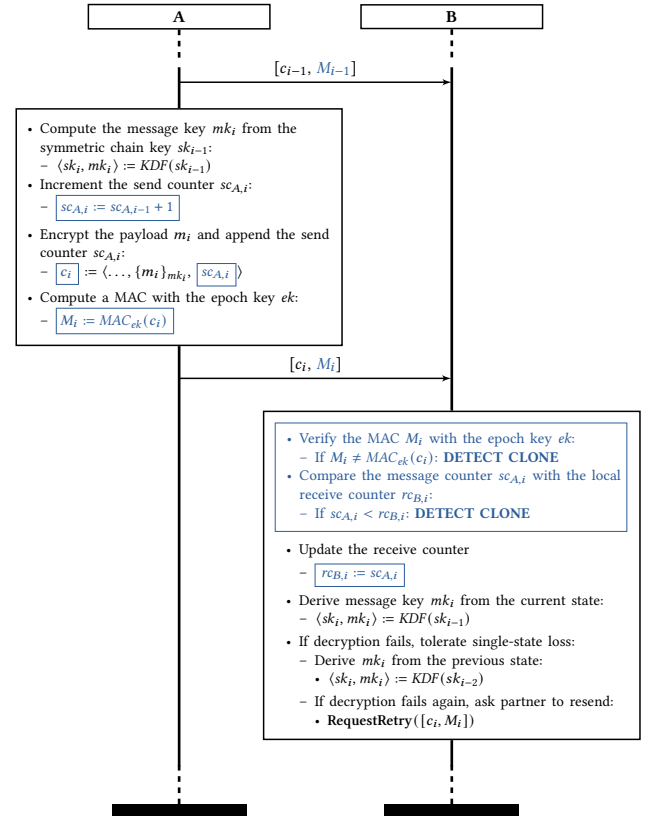 A
B
[c_{i−1}, M_{i−1}]
• Compute the message key mk_i from the
symmetric chain key sk_{i−1}:
– ⟨sk_i, mk_i⟩ := KDF(sk_{i−1})
• Increment the send counter sc_{A,i}:
– sc_{A,i} := sc_{A,i−1} + 1
• Encrypt the payload m_i and append the send
counter sc_{A,i}:
– c_i := ⟨…, {m_i}_{mk_i}, sc_{A,i}⟩
• Compute a MAC with the epoch key ek:
– M_i := MAC_{ek}(c_i)
[c_i, M_i]
• Verify the MAC M_i with the epoch key ek:
– If M_i ≠ MAC_{ek}(c_i): DETECT CLONE
• Compare the message counter sc_{A,i} with the local
receive counter rc_{B,i}:
– If sc_{A,i} < rc_{B,i}: DETECT CLONE
• Update the receive counter
– rc_{B,i} := sc_{A,i}
• Derive message key mk_i from the current state:
– ⟨sk_i, mk_i⟩ := KDF(sk_{i−1})
• If decryption fails, tolerate single-state loss:
– Derive mk_i from the previous state:
• ⟨sk_i, mk_i⟩ := KDF(sk_{i−2})
– If decryption fails again, ask partner to resend:
• RequestRetry([c_i, M_i])